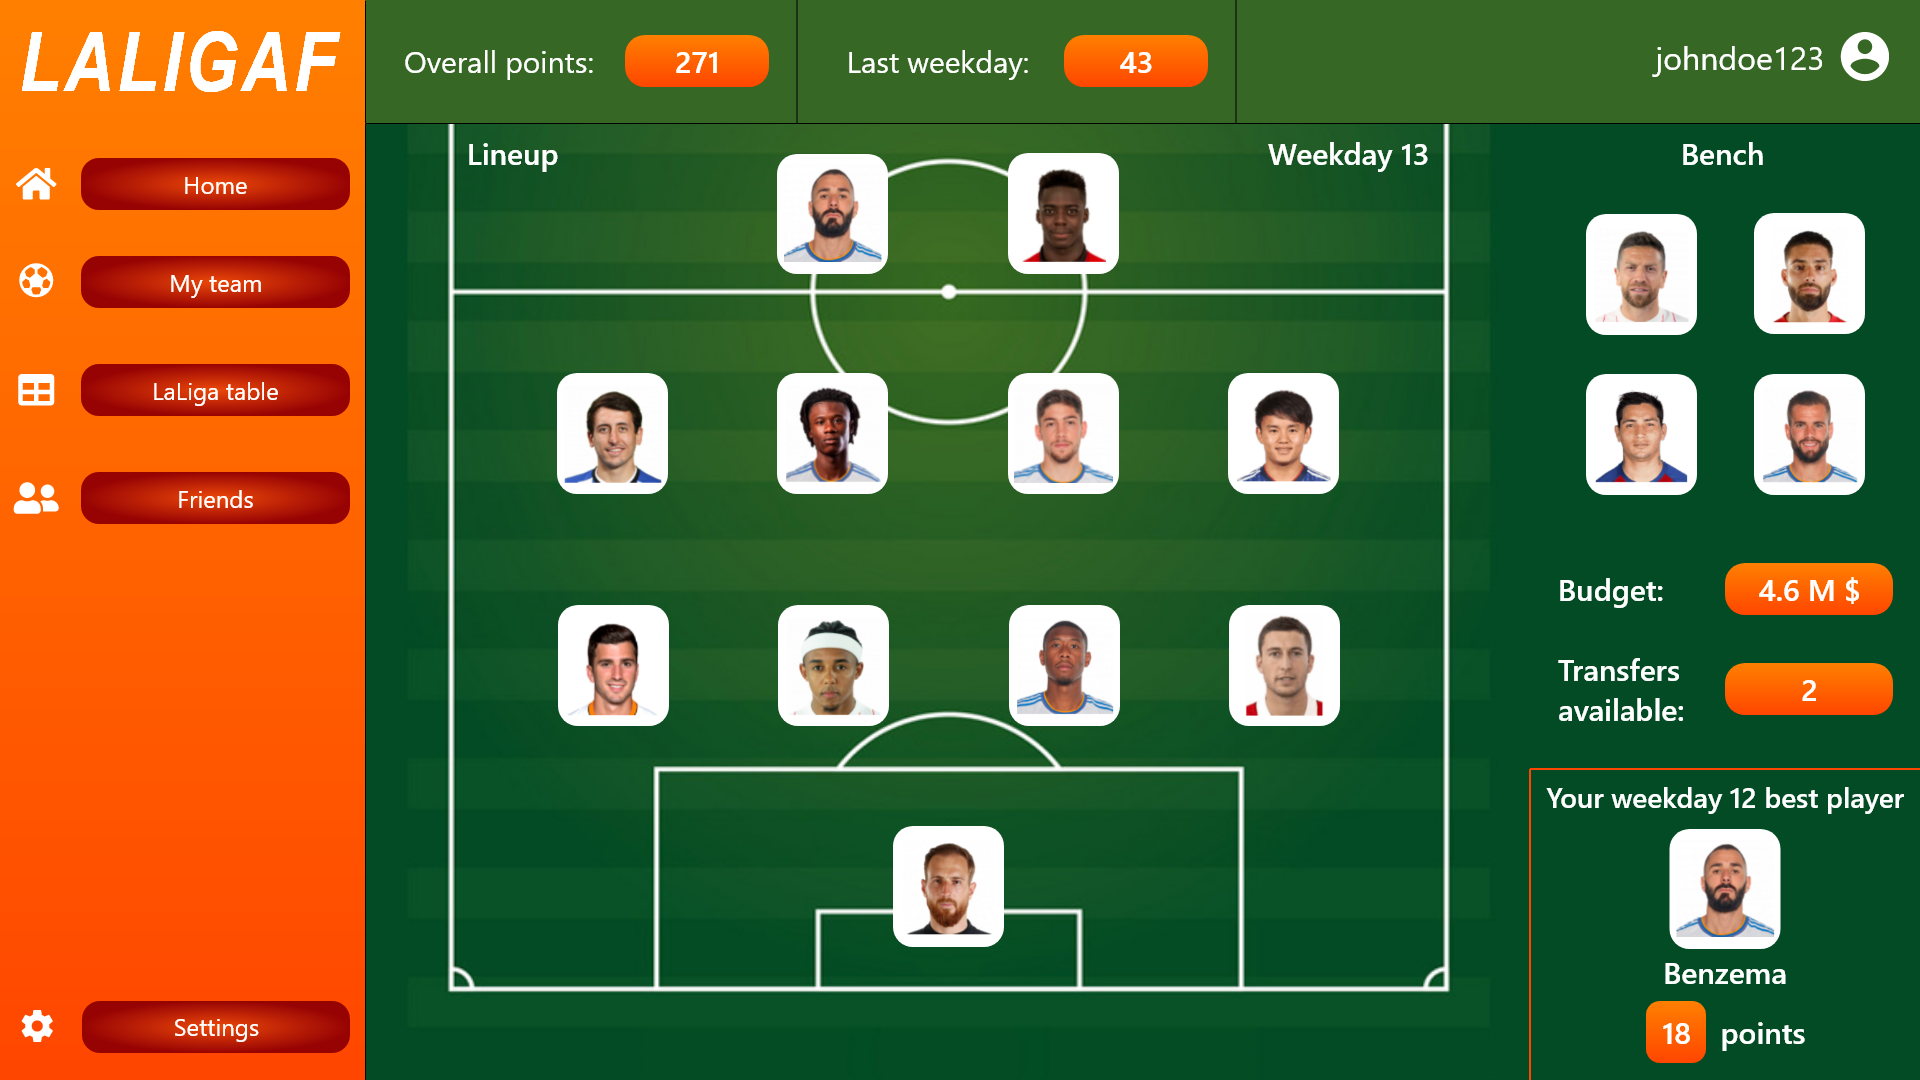 LALIGAF
Overall points: 271
Last weekday: 43
johndoe123
Home
My team
LaLiga table
Friends
Settings
Lineup
Weekday 13
Bench
Budget: 4.6 M $
Transfers
available: 2
Your weekday 12 best player
Benzema
18 points